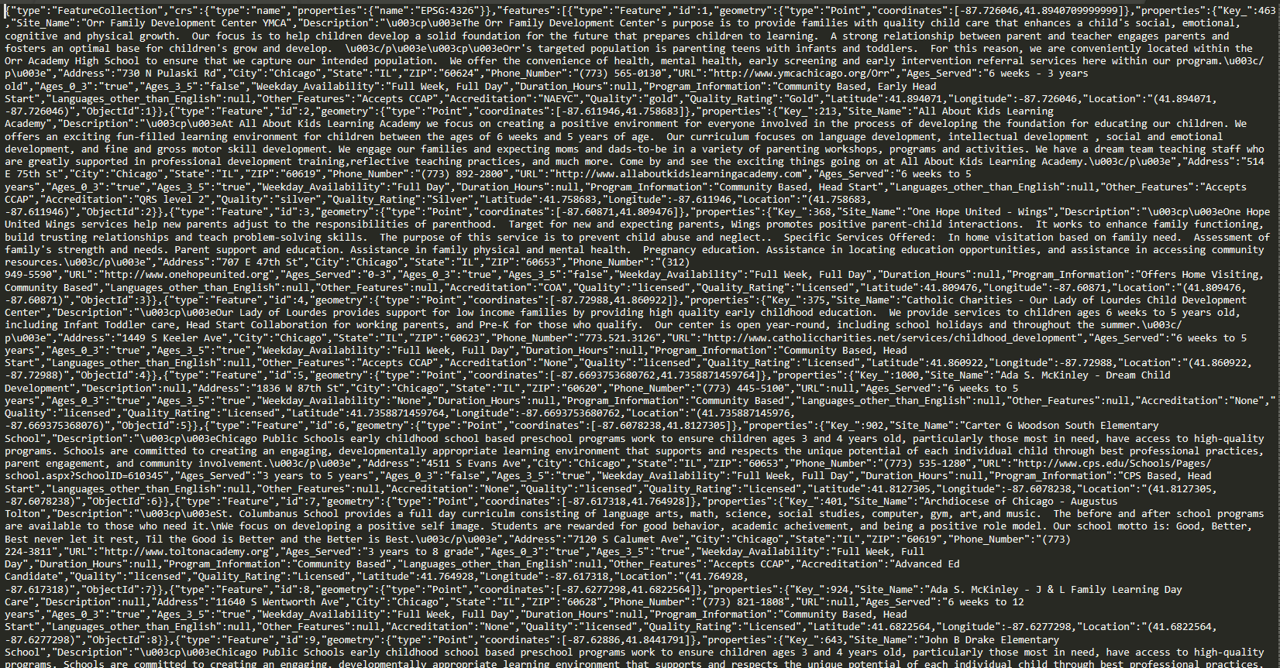 {"type":"FeatureCollection","crs":{"type":"name","properties":{"name":"EPSG:4326"}},"features":[{"type":"Feature","id":1,"geometry":{"type":"Point","coordinates":[-87.726046,41.8940709999999]},"properties":{"Key_":463
,"Site_Name":"Orr Family Development Center YMCA","Description":"\u003cp\u003eThe Orr Family Development Center's purpose is to provide families with quality child care that enhances a child's social, emotional,
cognitive and physical growth.  Our focus is to help children develop a solid foundation for the future that prepares children to learning.  A strong relationship between parent and teacher engages parents and
fosters an optimal base for children's grow and develop.  \u003c/p\u003e\u003cp\u003eOrr's targeted population is parenting teens with infants and toddlers.  For this reason, we are conveniently located within the
Orr Academy High School to ensure that we capture our intended population.  We offer the convenience of health, mental health, early screening and early intervention referral services here within our program.\u003c/
p\u003e","Address":"730 N Pulaski Rd","City":"Chicago","State":"IL","ZIP":"60624","Phone_Number":"(773) 565-0130","URL":"http://www.ymcachicago.org/Orr","Ages_Served":"6 weeks - 3 years
old","Ages_0_3":"true","Ages_3_5":"false","Weekday_Availability":"Full Week, Full Day","Duration_Hours":null,"Program_Information":"Community Based, Early Head
Start","Languages_other_than_English":null,"Other_Features":"Accepts CCAP","Accreditation":"NAEYC","Quality":"gold","Quality_Rating":"Gold","Latitude":41.894071,"Longitude":-87.726046,"Location":"(41.894071,
-87.726046)","ObjectId":1}},{"type":"Feature","id":2,"geometry":{"type":"Point","coordinates":[-87.611946,41.758683]},"properties":{"Key_":213,"Site_Name":"All About Kids Learning
Academy","Description":"\u003cp\u003eAt All About Kids Learning Academy we focus on creating a positive environment for everyone involved in the process of developing the foundation for educating our children. We
offers an exciting fun-filled learning environment for children between the ages of 6 weeks and 5 years of age.  Our curriculum focuses on language development, intellectual development , social and emotional
development, and fine and gross motor skill development. We engage our families and expecting moms and dads-to-be in a variety of parenting workshops, programs and activities. We have a dream team teaching staff who
are greatly supported in professional development training,reflective teaching practices, and much more. Come by and see the exciting things going on at All About Kids Learning Academy.\u003c/p\u003e","Address":"514
E 75th St","City":"Chicago","State":"IL","ZIP":"60619","Phone_Number":"(773) 892-2800","URL":"http://www.allaboutkidslearningacademy.com","Ages_Served":"6 weeks to 5
years","Ages_0_3":"true","Ages_3_5":"true","Weekday_Availability":"Full Day","Duration_Hours":null,"Program_Information":"Community Based, Head Start","Languages_other_than_English":null,"Other_Features":"Accepts
CCAP","Accreditation":"QRS level 2","Quality":"silver","Quality_Rating":"Silver","Latitude":41.758683,"Longitude":-87.611946,"Location":"(41.758683,
-87.611946)","ObjectId":2}},{"type":"Feature","id":3,"geometry":{"type":"Point","coordinates":[-87.60871,41.809476]},"properties":{"Key_":368,"Site_Name":"One Hope United - Wings","Description":"\u003cp\u003eOne Hope
United Wings services help new parents adjust to the responsibilities of parenthood.  Target for new and expecting parents, Wings promotes positive parent-child interactions.  It works to enhance family functioning,
build trusting relationships and teach problem-solving skills.  The purpose of this service is to prevent child abuse and neglect..  Specific Services Offered:  In home visitation based on family need.  Assessment of
family's strength and needs. Parent support and education. Assistance in family physical and mental health.  Pregnancy education. Assistance in locating education opportunities, and assistance in accessing community
resources.\u003c/p\u003e","Address":"707 E 47th St","City":"Chicago","State":"IL","ZIP":"60653","Phone_Number":"(312)
949-5590","URL":"http://www.onehopeunited.org","Ages_Served":"0-3","Ages_0_3":"true","Ages_3_5":"false","Weekday_Availability":"Full Week, Full Day","Duration_Hours":null,"Program_Information":"Offers Home Visiting,
Community Based","Languages_other_than_English":null,"Other_Features":null,"Accreditation":"COA","Quality":"licensed","Quality_Rating":"Licensed","Latitude":41.809476,"Longitude":-87.60871,"Location":"(41.809476,
-87.60871)","ObjectId":3}},{"type":"Feature","id":4,"geometry":{"type":"Point","coordinates":[-87.72988,41.860922]},"properties":{"Key_":375,"Site_Name":"Catholic Charities - Our Lady of Lourdes Child Development
Center","Description":"\u003cp\u003eOur Lady of Lourdes provides support for low income families by providing high quality early childhood education.  We provide services to children ages 6 weeks to 5 years old,
including Infant Toddler care, Head Start Collaboration for working parents, and Pre-K for those who qualify.  Our center is open year-round, including school holidays and throughout the summer.\u003c/
p\u003e","Address":"1449 S Keeler Ave","City":"Chicago","State":"IL","ZIP":"60623","Phone_Number":"773.521.3126","URL":"http://www.catholiccharities.net/services/childhood_development","Ages_Served":"6 weeks to 5
years","Ages_0_3":"true","Ages_3_5":"true","Weekday_Availability":"Full Week, Full Day","Duration_Hours":null,"Program_Information":"Community Based, Head
Start","Languages_other_than_English":null,"Other_Features":"Accepts CCAP","Accreditation":"None","Quality":"licensed","Quality_Rating":"Licensed","Latitude":41.860922,"Longitude":-87.72988,"Location":"(41.860922,
-87.72988)","ObjectId":4}},{"type":"Feature","id":5,"geometry":{"type":"Point","coordinates":[-87.6693753680762,41.7358871459764]},"properties":{"Key_":1000,"Site_Name":"Ada S. McKinley - Dream Child
Development","Description":null,"Address":"1836 W 87th St","City":"Chicago","State":"IL","ZIP":"60620","Phone_Number":"(773) 445-5100","URL":null,"Ages_Served":"6 weeks to 5
years","Ages_0_3":"true","Ages_3_5":"true","Weekday_Availability":"None","Duration_Hours":null,"Program_Information":"Community Based","Languages_other_than_English":null,"Other_Features":null,"Accreditation":"None","
Quality":"licensed","Quality_Rating":"Licensed","Latitude":41.7358871459764,"Longitude":-87.6693753680762,"Location":"(41.735887145976,
-87.6693753680­76)","ObjectId":5}},{"type":"Feature","id":6,"geometry":{"type":"Point","coordinates":[-87.6078238,41.8127305]},"properties":{"Key_":902,"Site_Name":"Carter G Woodson South Elementary
School","Description":"\u003cp\u003eChicago Public Schools early childhood school based preschool programs work to ensure children ages 3 and 4 years old, particularly those most in need, have access to high-quality
programs. Schools are committed to creating an engaging, developmentally appropriate learning environment that supports and respects the unique potential of each individual child through best professional practices,
parent engagement, and community involvement.\u003c/p\u003e","Address":"4511 S Evans Ave","City":"Chicago","State":"IL","ZIP":"60653","Phone_Number":"(773) 535-1280","URL":"http://www.cps.edu/Schools/Pages/
school.aspx?SchoolID=610345","Ages_Served":"3 years to 5 years","Ages_0_3":"false","Ages_3_5":"true","Weekday_Availability":"Full Week, Full Day","Duration_Hours":null,"Program_Information":"CPS Based, Head
Start","Languages_other_than_English":null,"Other_Features":null,"Accreditation":"None","Quality":"licensed","Quality_Rating":"Licensed","Latitude":41.8127305,"Longitude":-87.6078238,"Location":"(41.8127305,
-87.6078238)","ObjectId":6}},{"type":"Feature","id":7,"geometry":{"type":"Point","coordinates":[-87.617318,41.764928]},"properties":{"Key_":401,"Site_Name":"Archdiocese of Chicago - Augustus
Tolton","Description":"\u003cp\u003eSt. Columbanus School provides a full day curriculm consisting of language arts, math, science, social studies, computer, gym, art,and music.  The before and after school programs
are available to those who need it.\nWe focus on developing a positive self image. Students are rewarded for good behavior, academic acheivement, and being a positive role model. Our school motto is: Good, Better,
Best never let it rest, Til the Good is Better and the Better is Best.\u003c/p\u003e","Address":"7120 S Calumet Ave","City":"Chicago","State":"IL","ZIP":"60619","Phone_Number":"(773)
224-3811","URL":"http://www.toltonacademy.org","Ages_Served":"3 years to 8 grade","Ages_0_3":"true","Ages_3_5":"true","Weekday_Availability":"Full Week, Full
Day","Duration_Hours":null,"Program_Information":"Community Based","Languages_other_than_English":null,"Other_Features":"Accepts CCAP","Accreditation":"Advanced Ed
Candidate","Quality":"licensed","Quality_Rating":"Licensed","Latitude":41.764928,"Longitude":-87.617318,"Location":"(41.764928,
-87.617318)","ObjectId":7}},{"type":"Feature","id":8,"geometry":{"type":"Point","coordinates":[-87.6277298,41.6822564]},"properties":{"Key_":924,"Site_Name":"Ada S. McKinley - J & L Family Learning Day
Care","Description":null,"Address":"11640 S Wentworth Ave","City":"Chicago","State":"IL","ZIP":"60628","Phone_Number":"(773) 821-1808","URL":null,"Ages_Served":"6 weeks to 12
years","Ages_0_3":"true","Ages_3_5":"true","Weekday_Availability":"Full Week, Full Day","Duration_Hours":null,"Program_Information":"Community Based, Head
Start","Languages_other_than_English":null,"Other_Features":null,"Accreditation":"None","Quality":"licensed","Quality_Rating":"Licensed","Latitude":41.6822564,"Longitude":-87.6277298,"Location":"(41.6822564,
-87.6277298)","ObjectId":8}},{"type":"Feature","id":9,"geometry":{"type":"Point","coordinates":[-87.62886,41.8441791]},"properties":{"Key_":643,"Site_Name":"John B Drake Elementary
School","Description":"\u003cp\u003eChicago Public Schools early childhood school based preschool programs work to ensure children ages 3 and 4 years old, particularly those most in need, have access to high-quality
programs. Schools are committed to creating an engaging, developmentally appropriate learning environment that supports and respects the unique potential of each individual child through best professional practices,